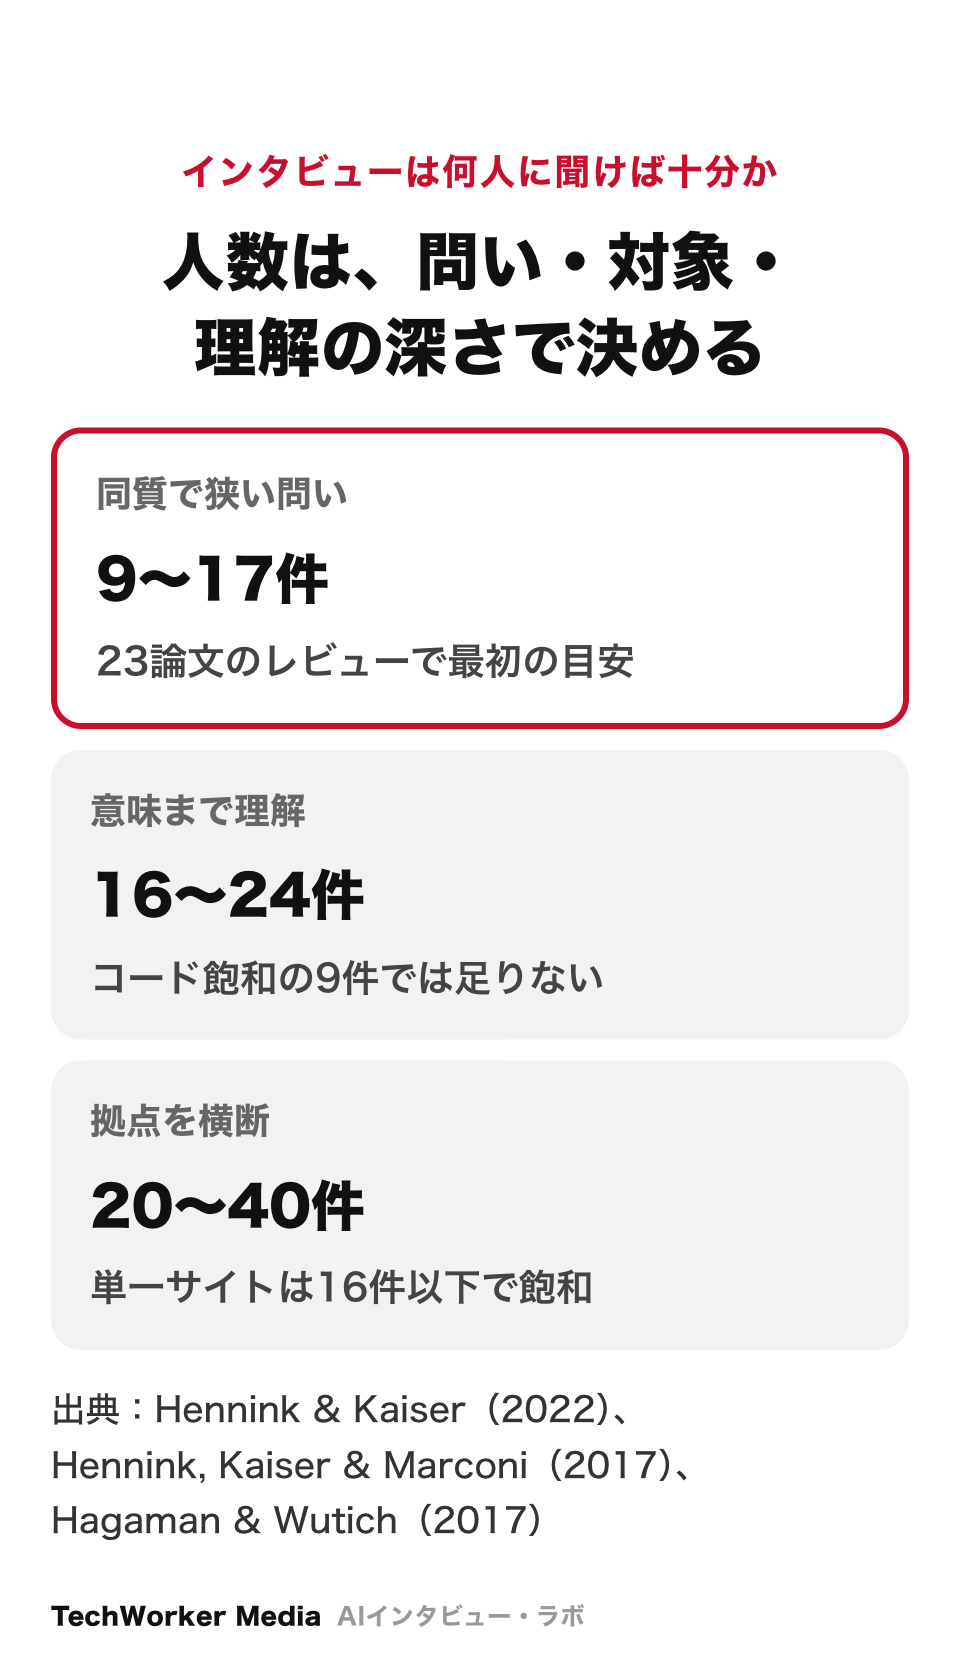 インタビューは何人に聞けば十分か
人数は、問い・対象・
理解の深さで決める
同質で狭い問い
9〜17件
23論文のレビューで最初の目安
意味まで理解
16〜24件
コード飽和の9件では足りない
拠点を横断
20〜40件
単一サイトは16件以下で飽和
出典：Hennink & Kaiser（2022）、
Hennink, Kaiser & Marconi（2017）、
Hagaman & Wutich（2017）
TechWorker Media AIインタビュー・ラボ